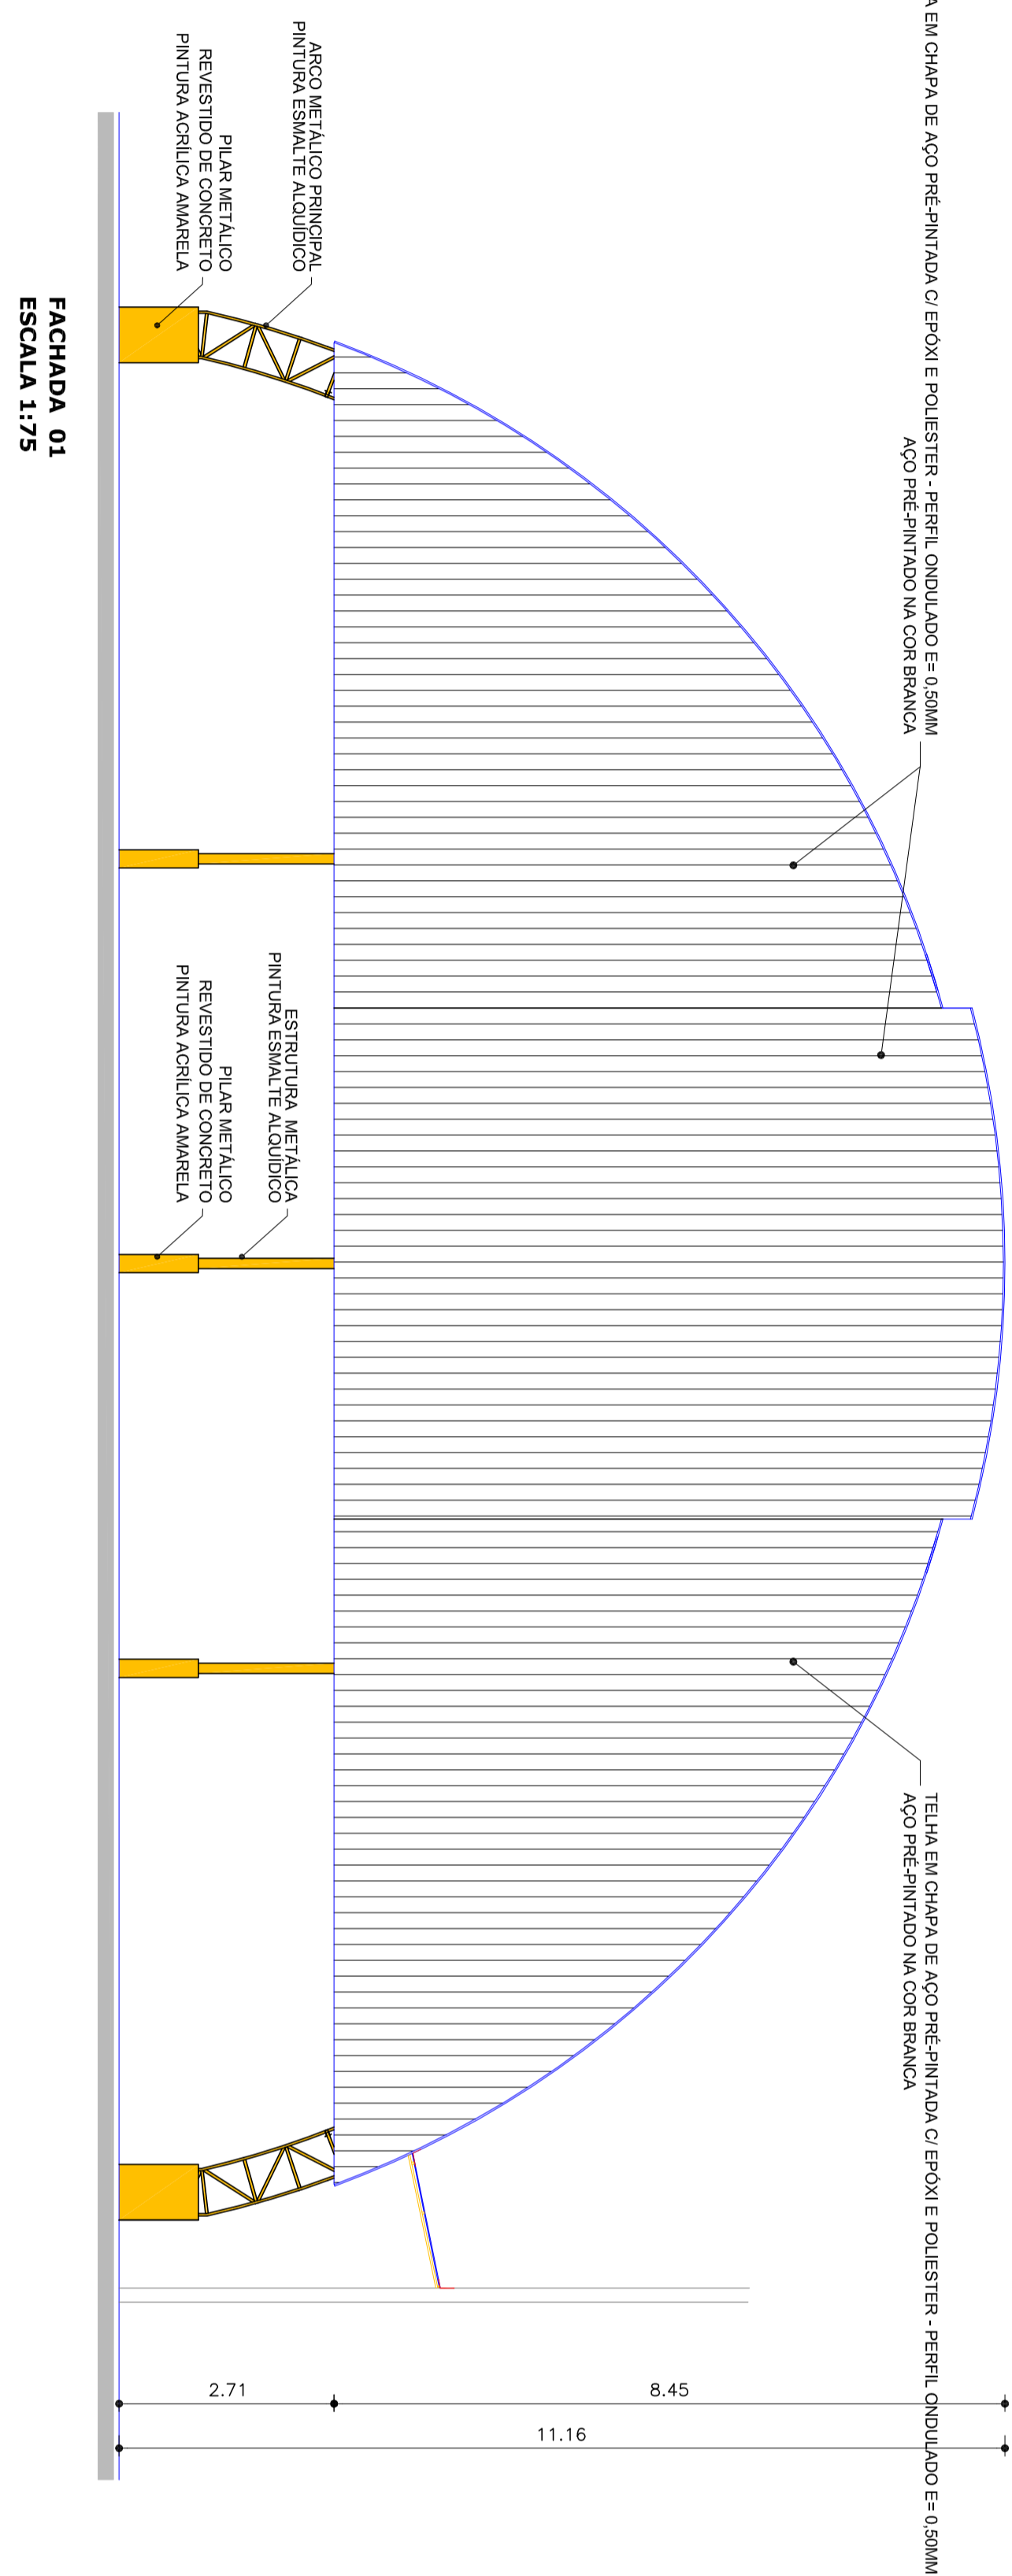 A EM CHAPA DE AÇO PRÉ-PINTADA C/ EPÓXI E POLIESTER - PERFIL ONDULADO E= 0,50MM
AÇO PRÉ-PINTADO NA COR BRANCA
TELHA EM CHAPA DE AÇO PRÉ-PINTADA C/ EPÓXI E POLIESTER - PERFIL ONDULADO E= 0,50MM
AÇO PRÉ-PINTADO NA COR BRANCA
ARCO METÁLICO PRINCIPAL
PINTURA ESMALTE ALQUÍDICO
PILAR METÁLICO
REVESTIDO DE CONCRETO
PINTURA ACRÍLICA AMARELA
ESTRUTURA METÁLICA
PINTURA ESMALTE ALQUÍDICO
PILAR METÁLICO
REVESTIDO DE CONCRETO
PINTURA ACRÍLICA AMARELA
8.45
11.16
2.71
FACHADA 01
ESCALA 1:75